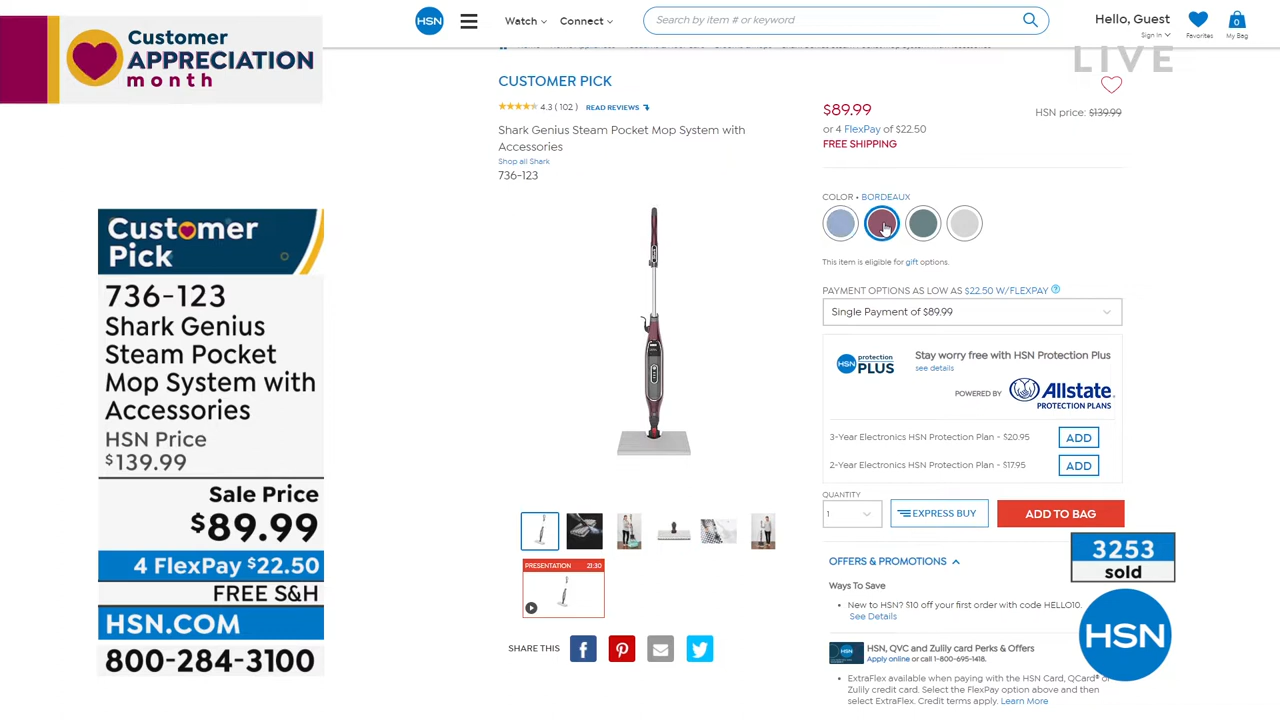 Customer
APPRECIATION
month
HSN
Watch
Connect
Search by item # or keyword
Hello, Guest
Sign In
Favorites
0
My Bag
LIVE
CUSTOMER PICK
4.3 (102) READ REVIEWS
Shark Genius Steam Pocket Mop System with
Accessories
Shop all Shark
736-123
$89.99
HSN price: $139.99
or 4 FlexPay of $22.50
FREE SHIPPING
COLOR • BORDEAUX
This item is eligible for gift options.
PAYMENT OPTIONS AS LOW AS $22.50 W/FLEXPAY ?
Single Payment of $89.99
HSN protection PLUS
Stay worry free with HSN Protection Plus
see details
POWERED BY Allstate.
PROTECTION PLANS
3-Year Electronics HSN Protection Plan - $20.95 ADD
2-Year Electronics HSN Protection Plan - $17.95 ADD
QUANTITY
1
EXPRESS BUY
ADD TO BAG
PRESENTATION 21:30
SHARE THIS
OFFERS & PROMOTIONS
Ways To Save
• New to HSN? $10 off your first order with code HELLO10.
See Details
HSN, QVC and Zulily card Perks & Offers
Apply online or call 1-800-695-1418.
• ExtraFlex available when paying with the HSN Card, QCard® or
Zulily credit card. Select the FlexPay option above and then
select ExtraFlex. Credit terms apply. Learn More
3253
sold
HSN
Customer
Pick
736-123
Shark Genius
Steam Pocket
Mop System with
Accessories
HSN Price
$139.99
Sale Price
$89.99
4 FlexPay $22.50
FREE S&H
HSN.COM
800-284-3100